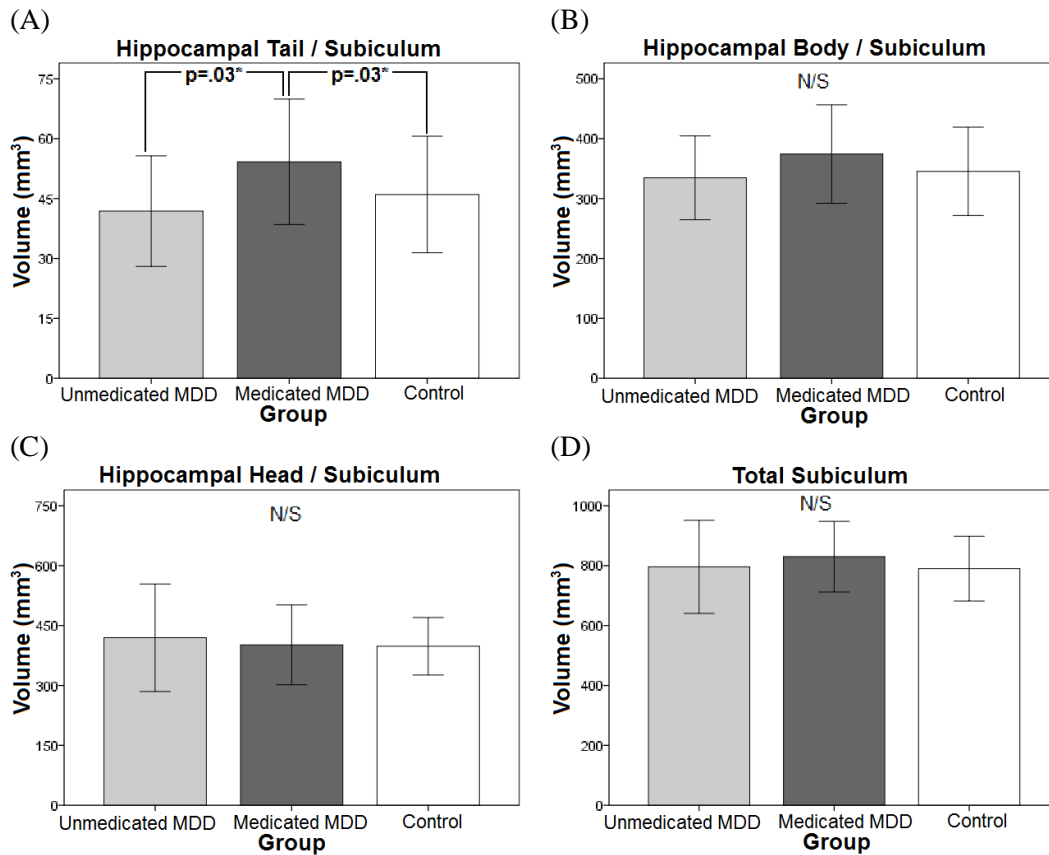 (A)
Hippocampal Tail / Subiculum
p=.03*
p=.03*
75
60
45
30
15
0
Volume (mm³)
Unmedicated MDD
Medicated MDD
Control
Group
(B)
Hippocampal Body / Subiculum
N/S
500
400
300
200
100
0
Volume (mm³)
Unmedicated MDD
Medicated MDD
Control
Group
(C)
Hippocampal Head / Subiculum
N/S
750
600
450
300
150
0
Volume (mm³)
Unmedicated MDD
Medicated MDD
Control
Group
(D)
Total Subiculum
N/S
1000
800
600
400
200
0
Volume (mm³)
Unmedicated MDD
Medicated MDD
Control
Group